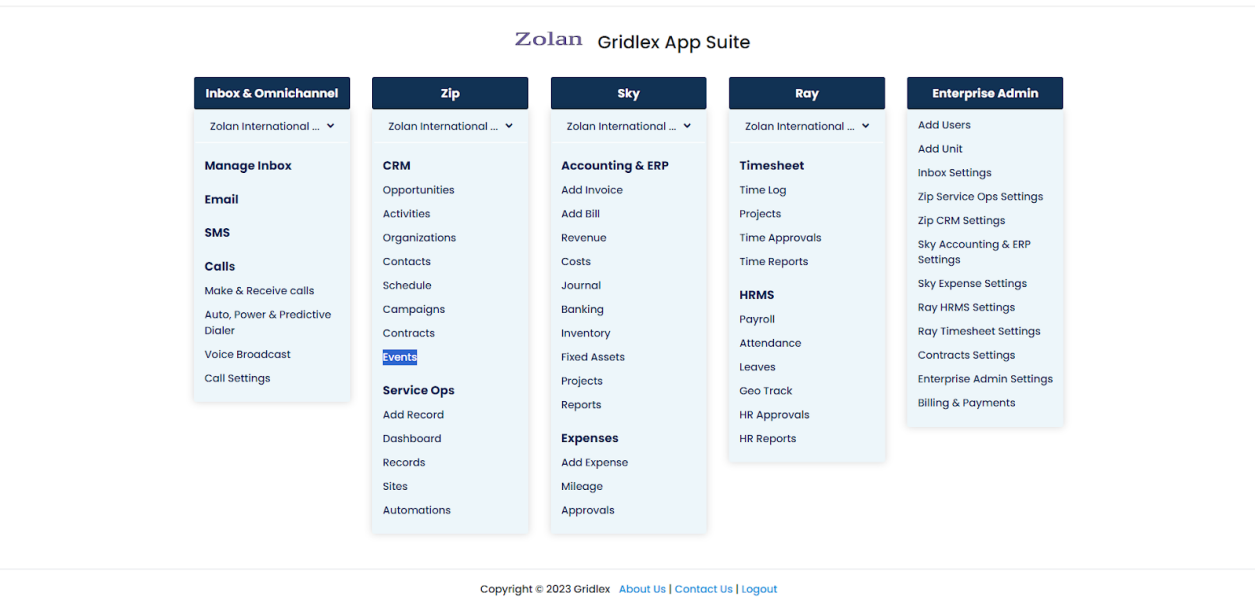 Zolan Gridlex App Suite
Inbox & Omnichannel
Zolan International ...
Manage Inbox
Email
SMS
Calls
Make & Receive calls
Auto, Power & Predictive
Dialer
Voice Broadcast
Call Settings
Zip
Zolan International ...
CRM
Opportunities
Activities
Organizations
Contacts
Schedule
Campaigns
Contracts
Events
Service Ops
Add Record
Dashboard
Records
Sites
Automations
Sky
Zolan International ...
Accounting & ERP
Add Invoice
Add Bill
Revenue
Costs
Journal
Banking
Inventory
Fixed Assets
Projects
Reports
Expenses
Add Expense
Mileage
Approvals
Ray
Zolan International ...
Timesheet
Time Log
Projects
Time Approvals
Time Reports
HRMS
Payroll
Attendance
Leaves
Geo Track
HR Approvals
HR Reports
Enterprise Admin
Add Users
Add Unit
Inbox Settings
Zip Service Ops Settings
Zip CRM Settings
Sky Accounting & ERP
Settings
Sky Expense Settings
Ray HRMS Settings
Ray Timesheet Settings
Contracts Settings
Enterprise Admin Settings
Billing & Payments
Copyright © 2023 Gridlex About Us | Contact Us | Logout